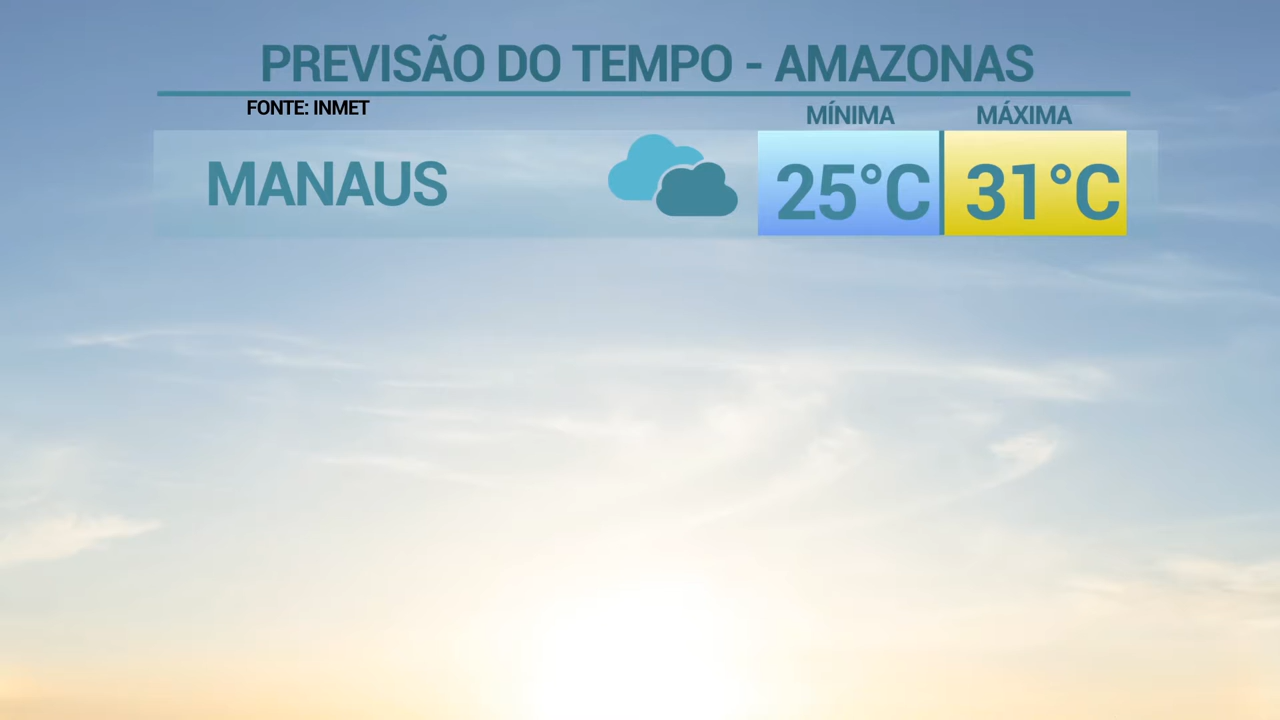 PREVISÃO DO TEMPO - AMAZONAS
FONTE: INMET
MÍNIMA MÁXIMA
MANAUS 25°C 31°C